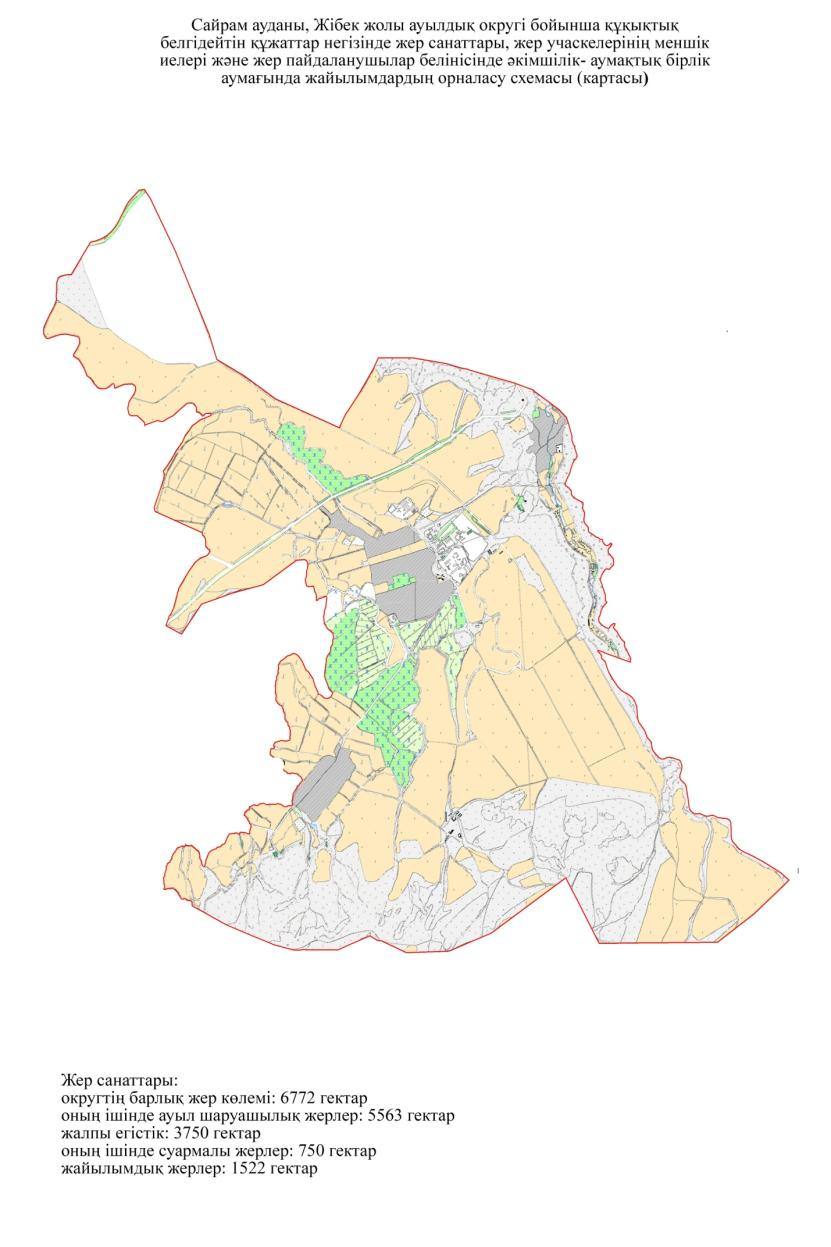 Сайрам ауданы, Жібек жолы ауылдық округі бойынша құқықтық
белгідейтін құжаттар негізінде жер санаттары, жер учаскелерінің меншік
иелері және жер пайдаланушылар белінісінде әкімшілік- аумақтық бірлік
аумағында жайылымдардың орналасу схемасы (картасы)
Жер санаттары:
округтің барлық жер көлемі: 6772 гектар
оның ішінде ауыл шаруашылық жерлер: 5563 гектар
жалпы егістік: 3750 гектар
оның ішінде суармалы жерлер: 750 гектар
жайылымдық жерлер: 1522 гектар